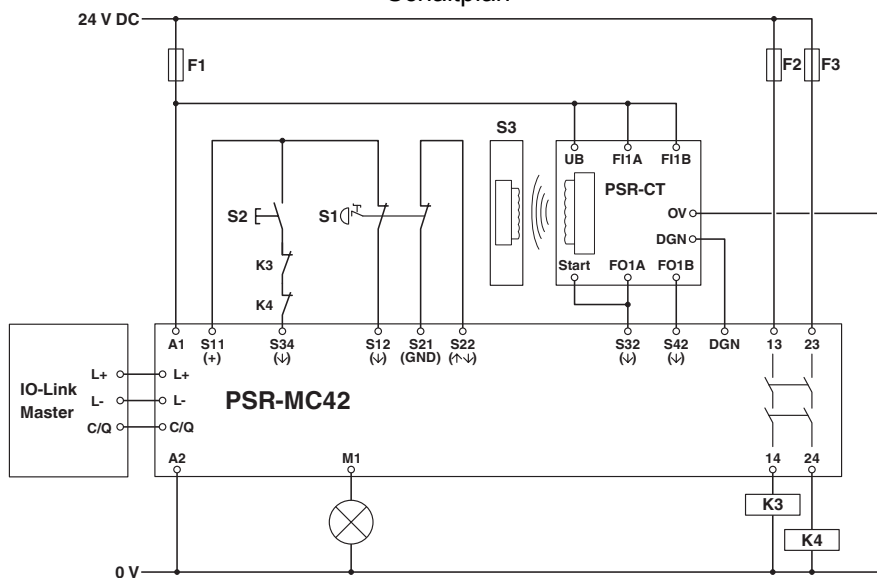 Schaltplan
24 V DC
F1
F2
F3
S3
UB
FI1A
FI1B
PSR-CT
0V
DGN
S2
S1
Start
FO1A
FO1B
K3
K4
A1
S11
(+)
S34
(↓)
S12
(↓)
S21
(GND)
S22
(↑↓)
S32
(↓)
S42
(↓)
DGN
13
23
IO-Link
Master
L+
L+
L-
L-
C/Q
C/Q
PSR-MC42
A2
M1
14
24
K3
K4
0 V